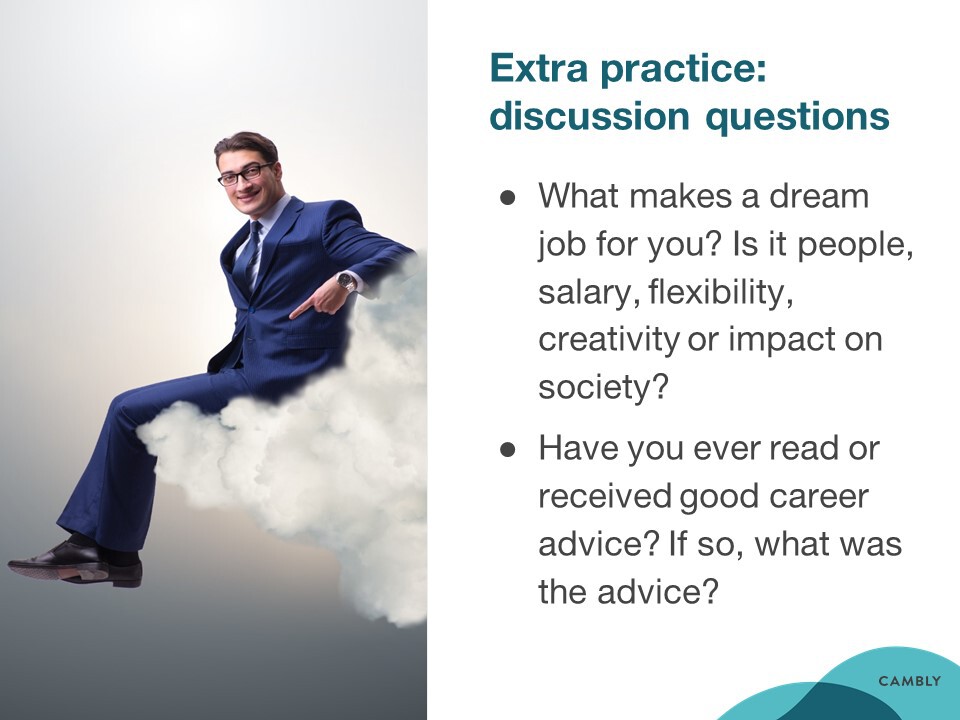 Extra practice:
discussion questions
● What makes a dream
job for you? Is it people,
salary, flexibility,
creativity or impact on
society?
● Have you ever read or
received good career
advice? If so, what was
the advice?
CAMBLY